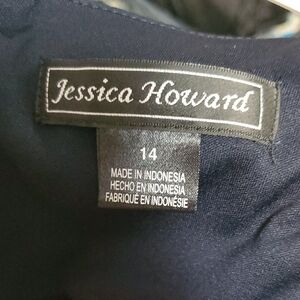 Jessica Howard
14
MADE IN INDONESIA
HECHO EN INDONESIA
FABRIQUÉ EN INDONÉSIE